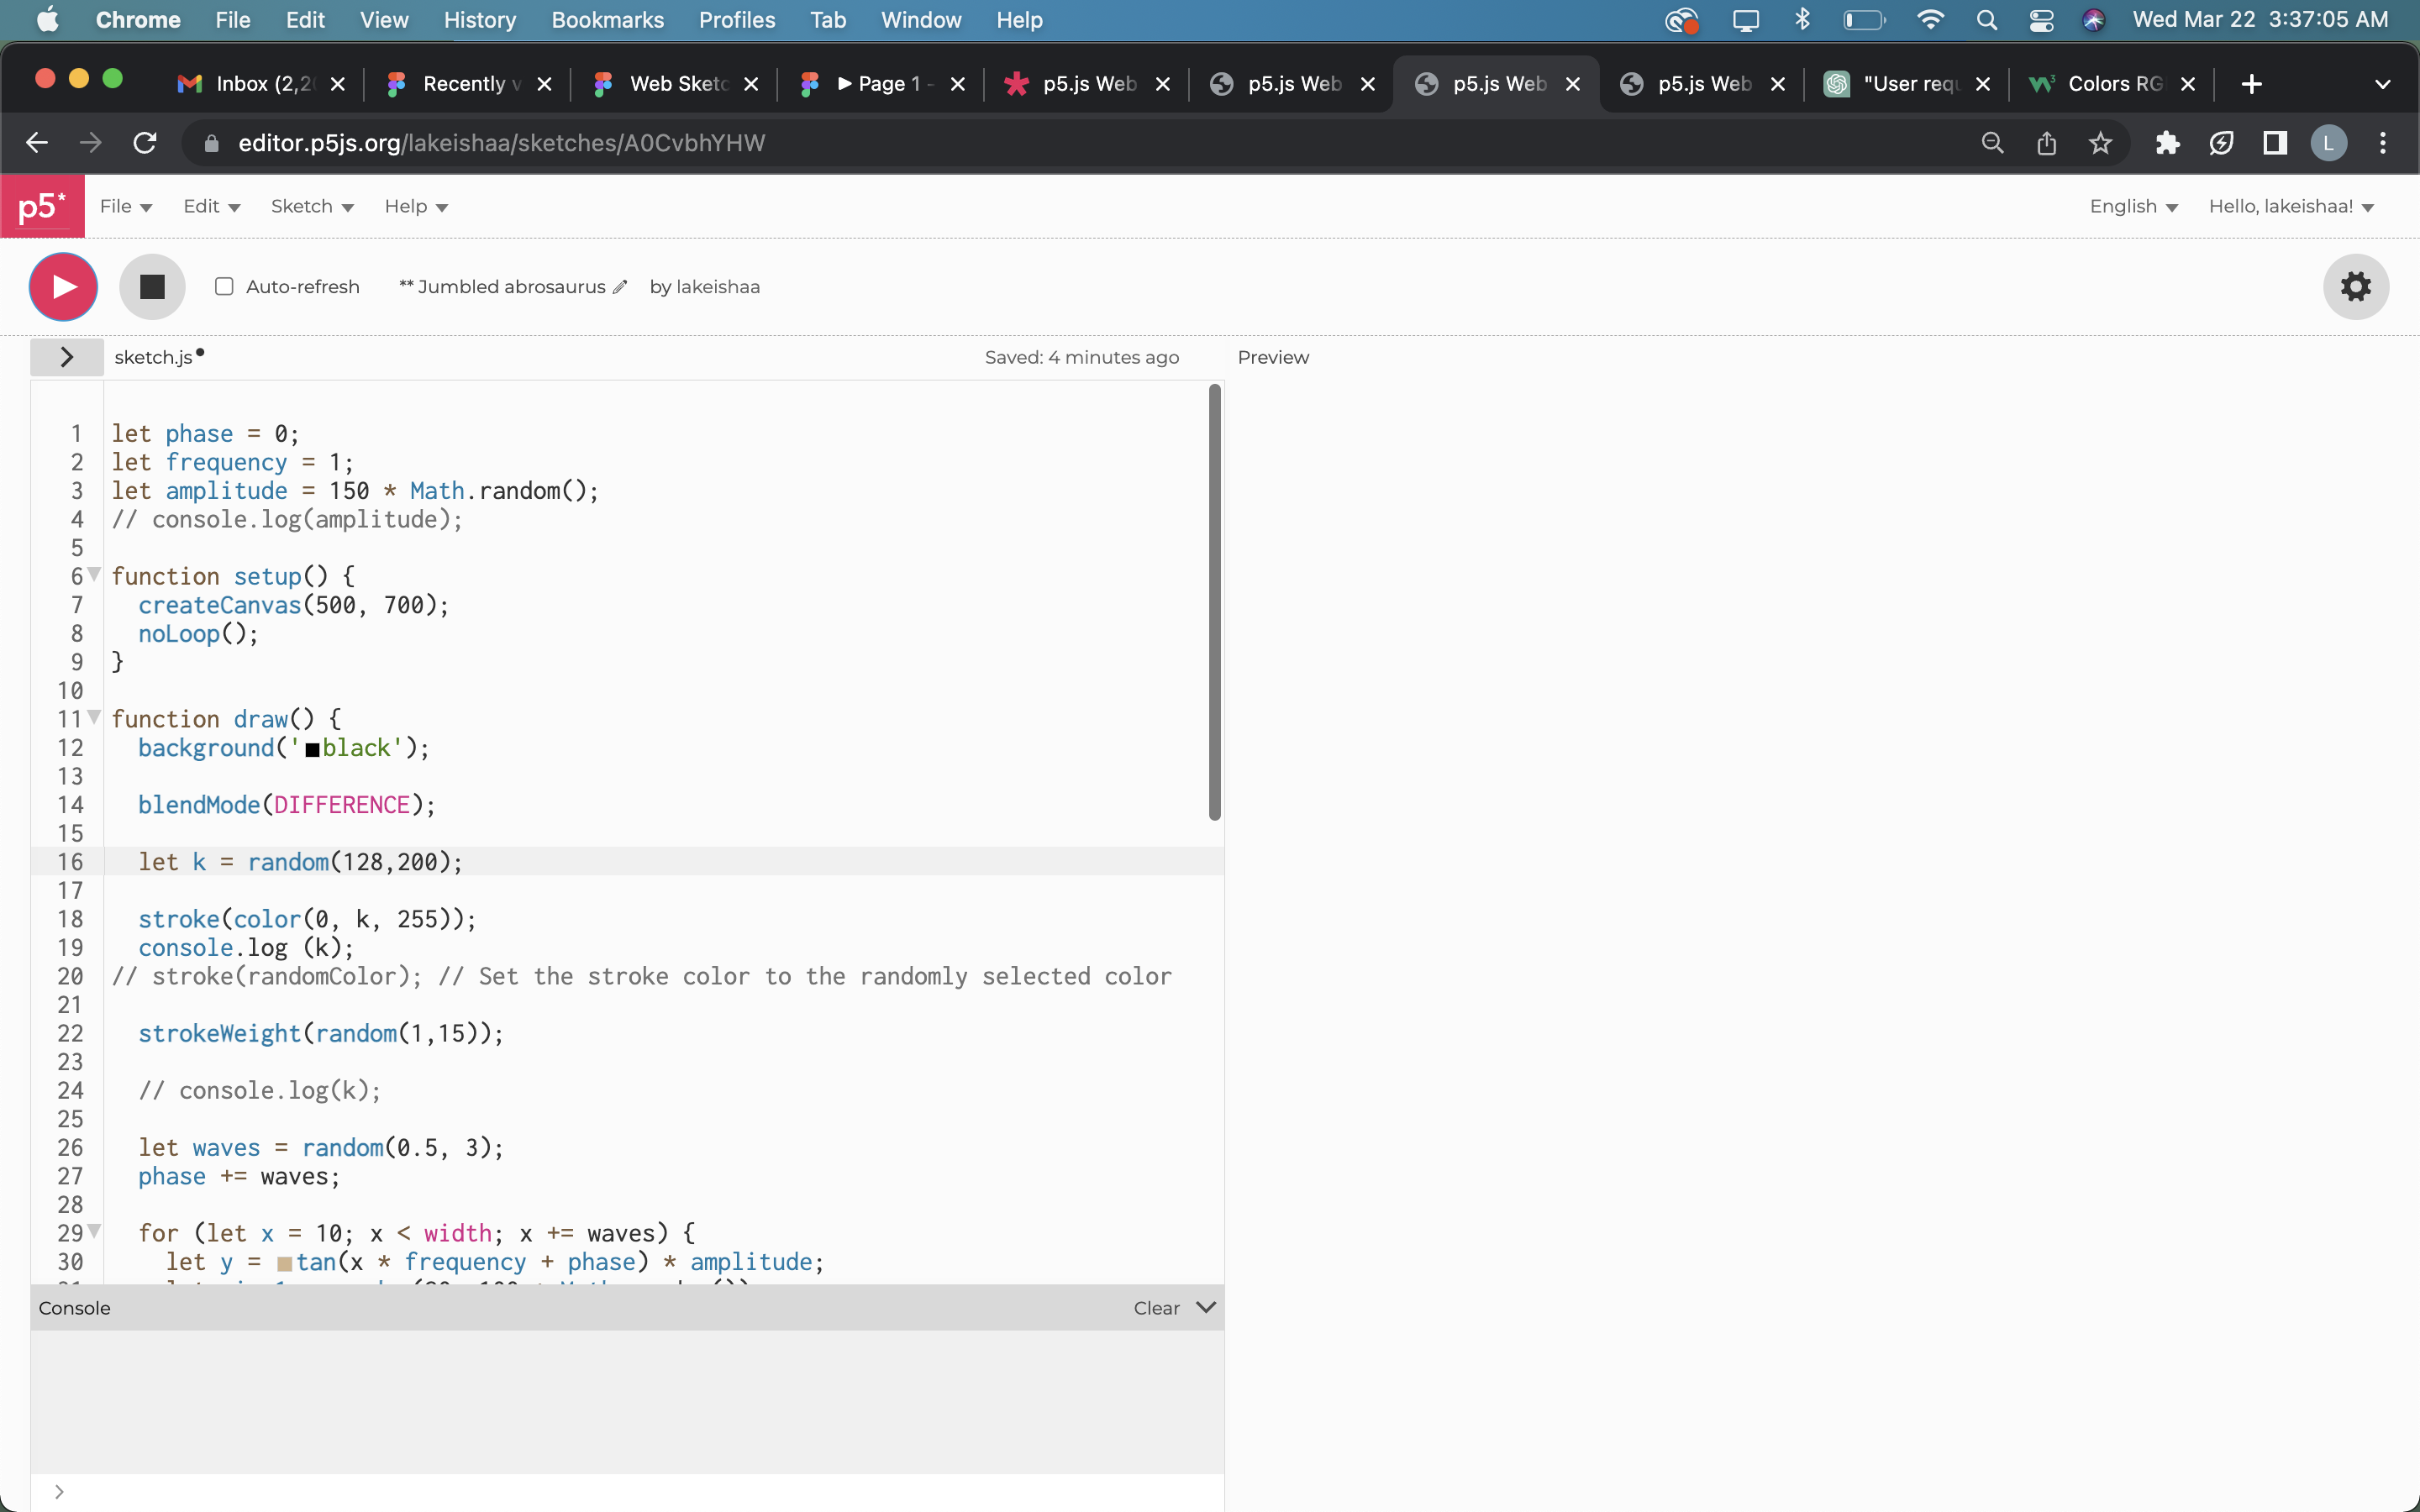 Chrome File Edit View History Bookmarks Profiles Tab Window Help Wed Mar 22 3:37:05 AM
Inbox (2,2 Recently v Web Sketc Page 1 - p5.js Web p5.js Web p5.js Web p5.js Web "User requ Colors RG
editor.p5js.org/lakeishaa/sketches/A0CvbhYHW L
p5* File Edit Sketch Help English Hello, lakeishaa!
Auto-refresh ** Jumbled abrosaurus by lakeishaa
sketch.js Saved: 4 minutes ago Preview
1 let phase = 0;
2 let frequency = 1;
3 let amplitude = 150 * Math.random();
4 // console.log(amplitude);
5
6 function setup() {
7 createCanvas(500, 700);
8 noLoop();
9 }
10
11 function draw() {
12 background('black');
13
14 blendMode(DIFFERENCE);
15
16 let k = random(128,200);
17
18 stroke(color(0, k, 255));
19 console.log (k);
20 // stroke(randomColor); // Set the stroke color to the randomly selected color
21
22 strokeWeight(random(1,15));
23
24 // console.log(k);
25
26 let waves = random(0.5, 3);
27 phase += waves;
28
29 for (let x = 10; x < width; x += waves) {
30 let y = tan(x * frequency + phase) * amplitude;
Console Clear
>